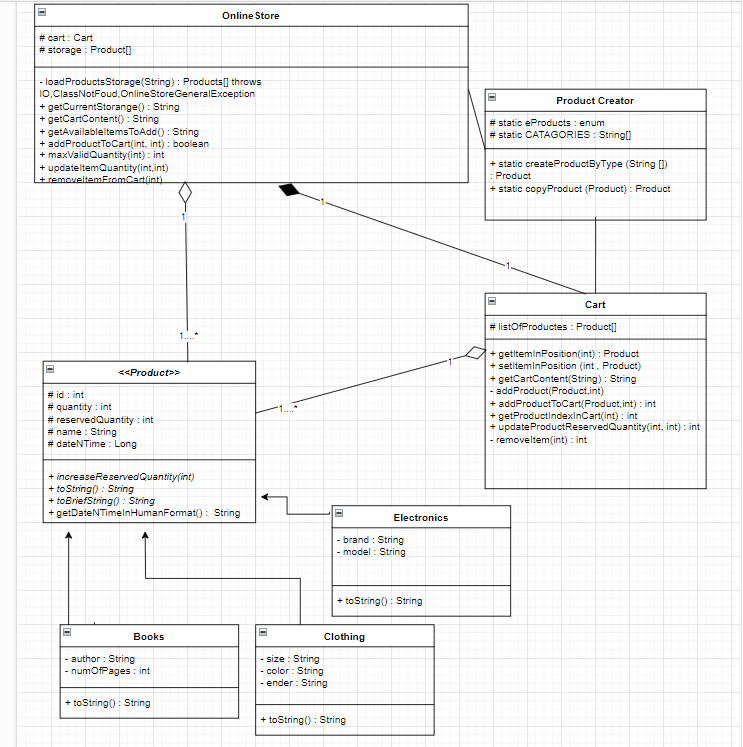 OnlineStore
# cart : Cart
# storage : Product[]
- loadProductsStorage(String) : Products[] throws
IO,ClassNotFoud,OnlineStoreGeneralException
+ getCurrentStorange() : String
+ getCartContent() : String
+ getAvailableItemsToAdd() : String
+ addProductToCart(int, int) : boolean
+ maxValidQuantity(int) : int
+ updateItemQuantity(int,int)
+ removeItemFromCart(int)
Product Creator
# static eProducts : enum
# static CATAGORIES : String[]
+ static createProductByType (String [])
: Product
+ static copyProduct (Product) : Product
1
1
1
1....*
Cart
# listOfProductes : Product[]
+ getItemInPosition(int) : Product
+ setItemInPosition (int , Product)
+ getCartContent(String) : String
- addProduct(Product,int)
+ addProductToCart(Product,int) : int
+ getProductIndexInCart(int) : int
+ updateProductReservedQuantity(int, int) : int
- removeItem(int) : int
1
1....*
<<Product>>
# id : int
# quantity : int
# reservedQuantity : int
# name : String
# dateNTime : Long
+ increaseReservedQuantity(int)
+ toString() : String
+ toBriefString() : String
+ getDateNTimeInHumanFormat() : String
Electronics
- brand : String
- model : String
+ toString() : String
Books
- author : String
- numOfPages : int
+ toString() : String
Clothing
- size : String
- color : String
- ender : String
+ toString() : String